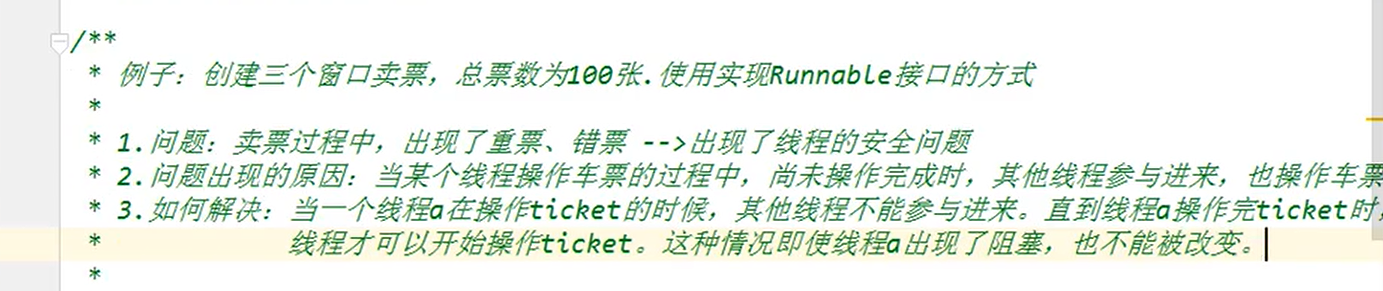 /**
* 例子：创建三个窗口卖票，总票数为100张.使用实现Runnable接口的方式
*
* 1.问题：卖票过程中，出现了重票、错票 -->出现了线程的安全问题
* 2.问题出现的原因：当某个线程操作车票的过程中，尚未操作完成时，其他线程参与进来，也操作车票
* 3.如何解决：当一个线程a在操作ticket的时候，其他线程不能参与进来。直到线程a操作完ticket时，
* 线程才可以开始操作ticket。这种情况即使线程a出现了阻塞，也不能被改变。
*